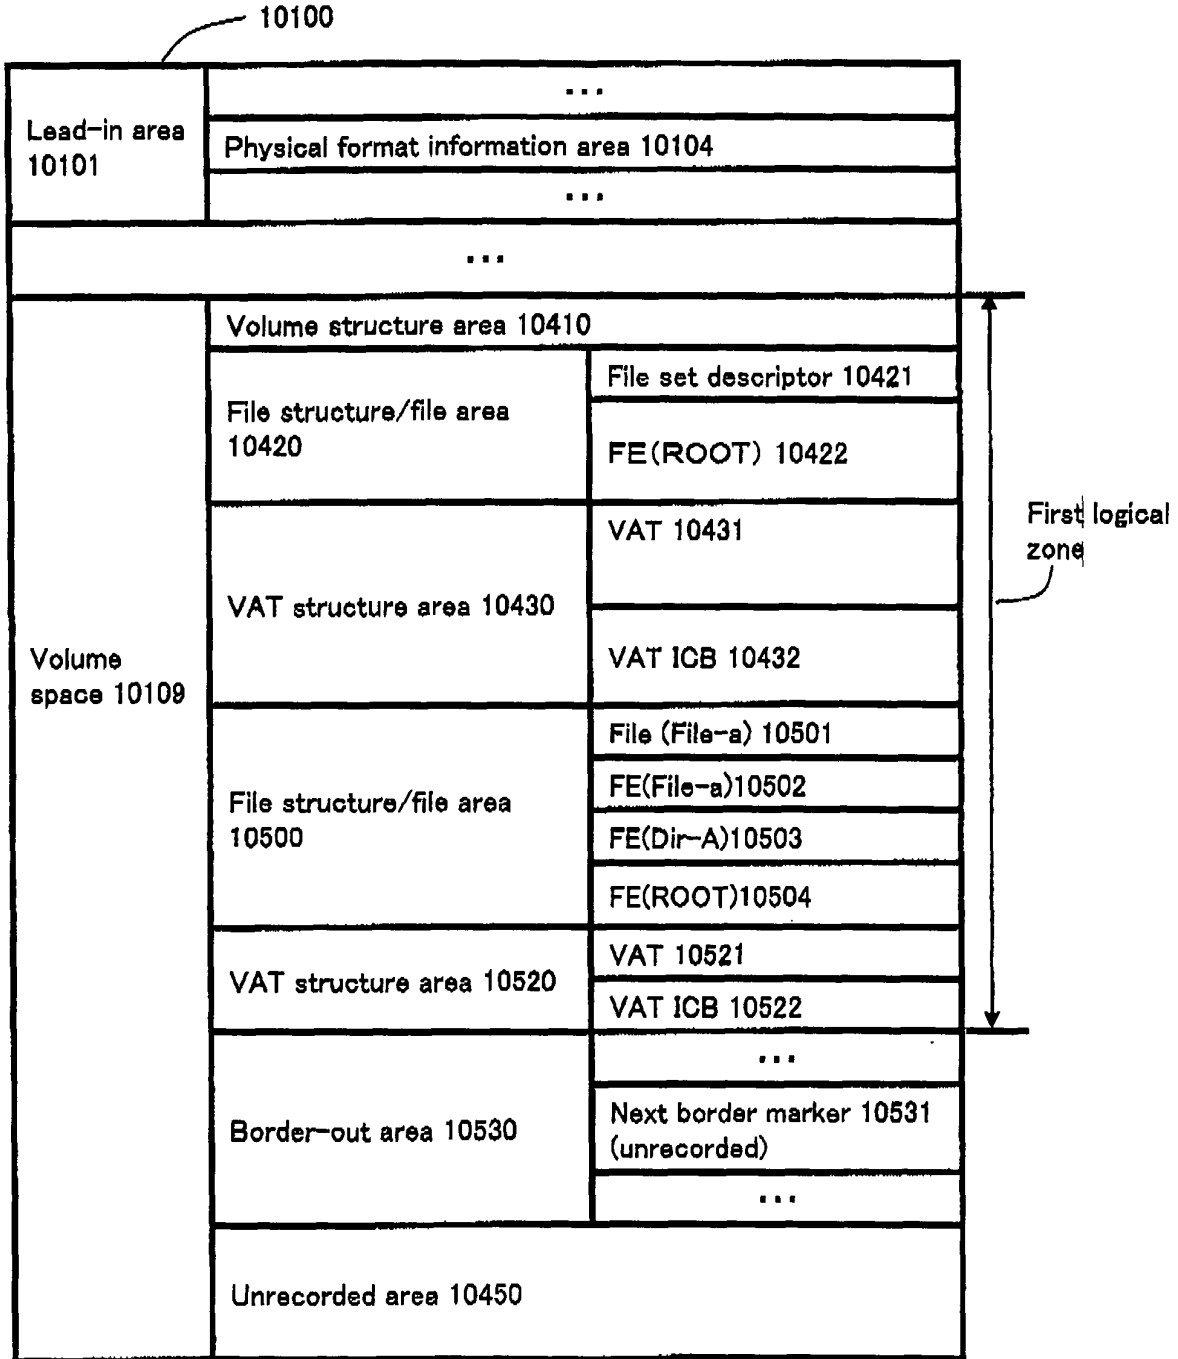 10100
...
Lead-in area
10101
Physical format information area 10104
...
...
Volume structure area 10410
File set descriptor 10421
File structure/file area
10420
FE(ROOT) 10422
VAT 10431
First logical
zone
VAT structure area 10430
VAT ICB 10432
Volume
space 10109
File (File-a) 10501
FE(File-a)10502
File structure/file area
10500
FE(Dir-A)10503
FE(ROOT)10504
VAT 10521
VAT structure area 10520
VAT ICB 10522
...
Next border marker 10531
(unrecorded)
Border-out area 10530
...
Unrecorded area 10450